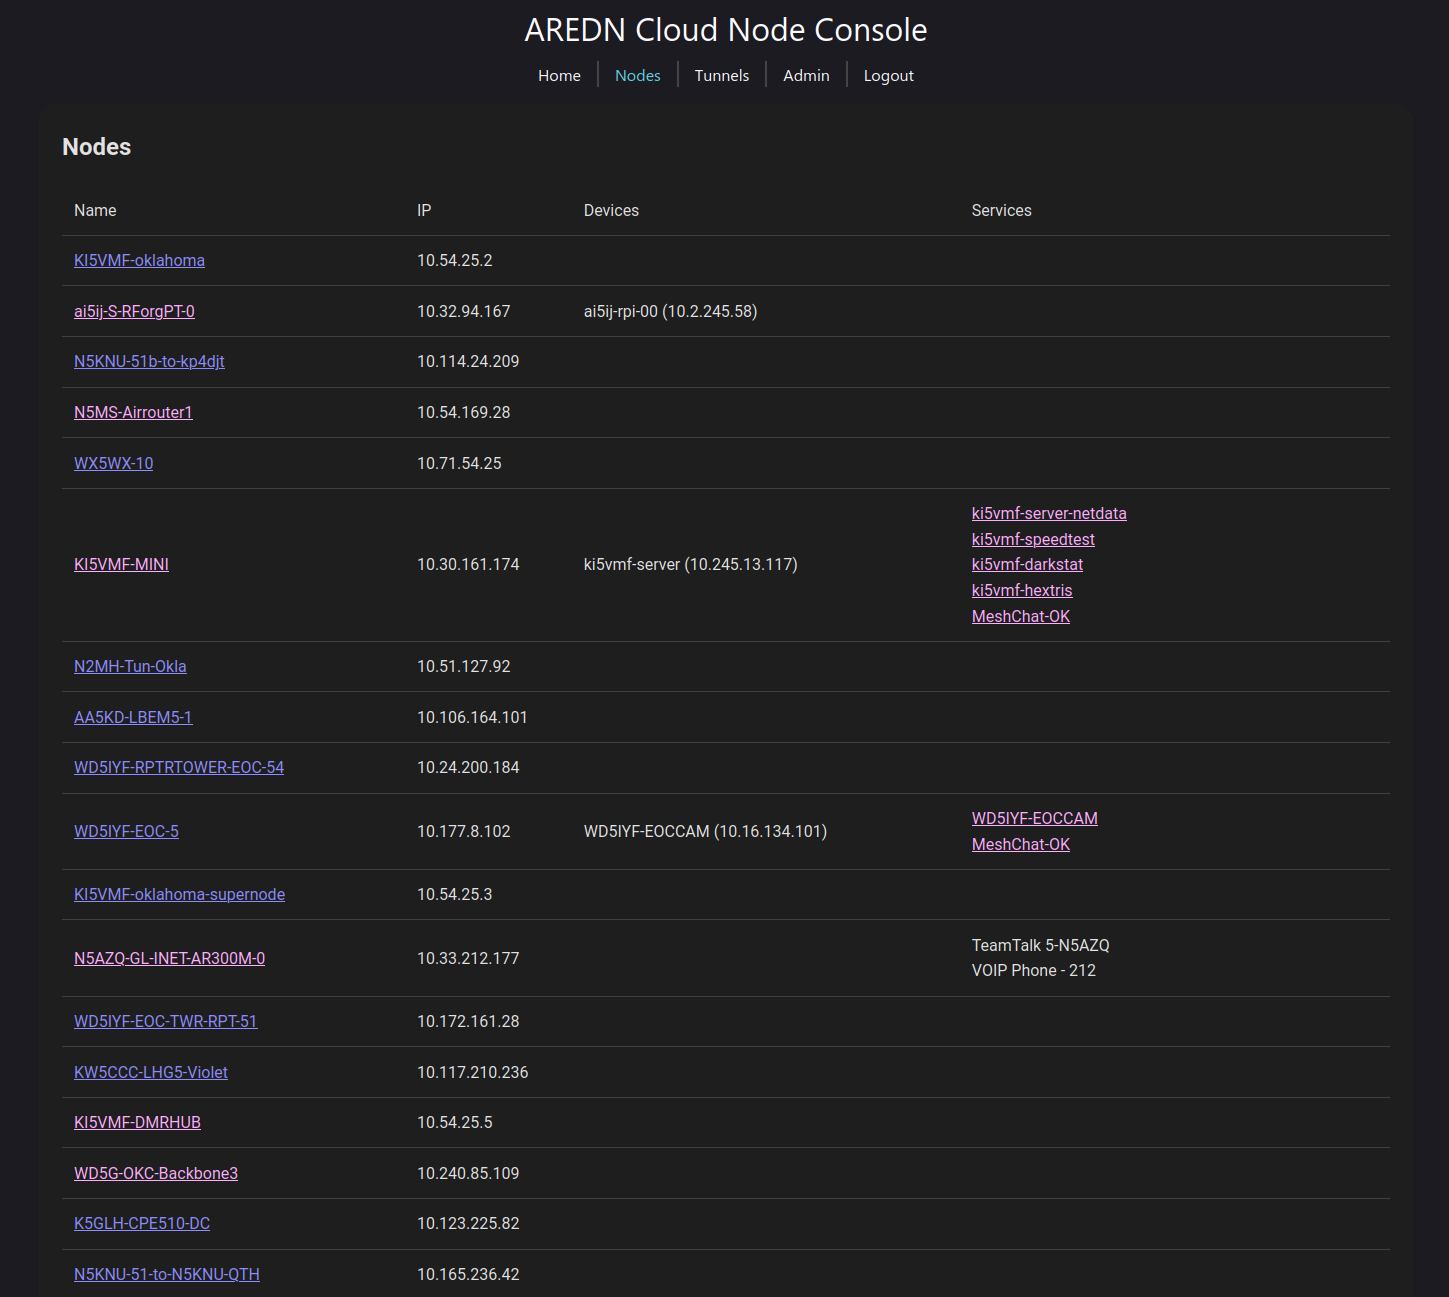 AREDN Cloud Node Console
Home Nodes Tunnels Admin Logout
Nodes
Name IP Devices Services
KI5VMF-oklahoma 10.54.25.2
ai5ij-S-RForgPT-0 10.32.94.167 ai5ij-rpi-00 (10.2.245.58)
N5KNU-51b-to-kp4djt 10.114.24.209
N5MS-Airrouter1 10.54.169.28
WX5WX-10 10.71.54.25
KI5VMF-MINI 10.30.161.174 ki5vmf-server (10.245.13.117)
ki5vmf-server-netdata
ki5vmf-speedtest
ki5vmf-darkstat
ki5vmf-hextris
MeshChat-OK
N2MH-Tun-Okla 10.51.127.92
AA5KD-LBEM5-1 10.106.164.101
WD5IYF-RPTRTOWER-EOC-54 10.24.200.184
WD5IYF-EOC-5 10.177.8.102 WD5IYF-EOCCAM (10.16.134.101)
WD5IYF-EOCCAM
MeshChat-OK
KI5VMF-oklahoma-supernode 10.54.25.3
N5AZQ-GL-INET-AR300M-0 10.33.212.177
TeamTalk 5-N5AZQ
VOIP Phone - 212
WD5IYF-EOC-TWR-RPT-51 10.172.161.28
KW5CCC-LHG5-Violet 10.117.210.236
KI5VMF-DMRHUB 10.54.25.5
WD5G-OKC-Backbone3 10.240.85.109
K5GLH-CPE510-DC 10.123.225.82
N5KNU-51-to-N5KNU-QTH 10.165.236.42